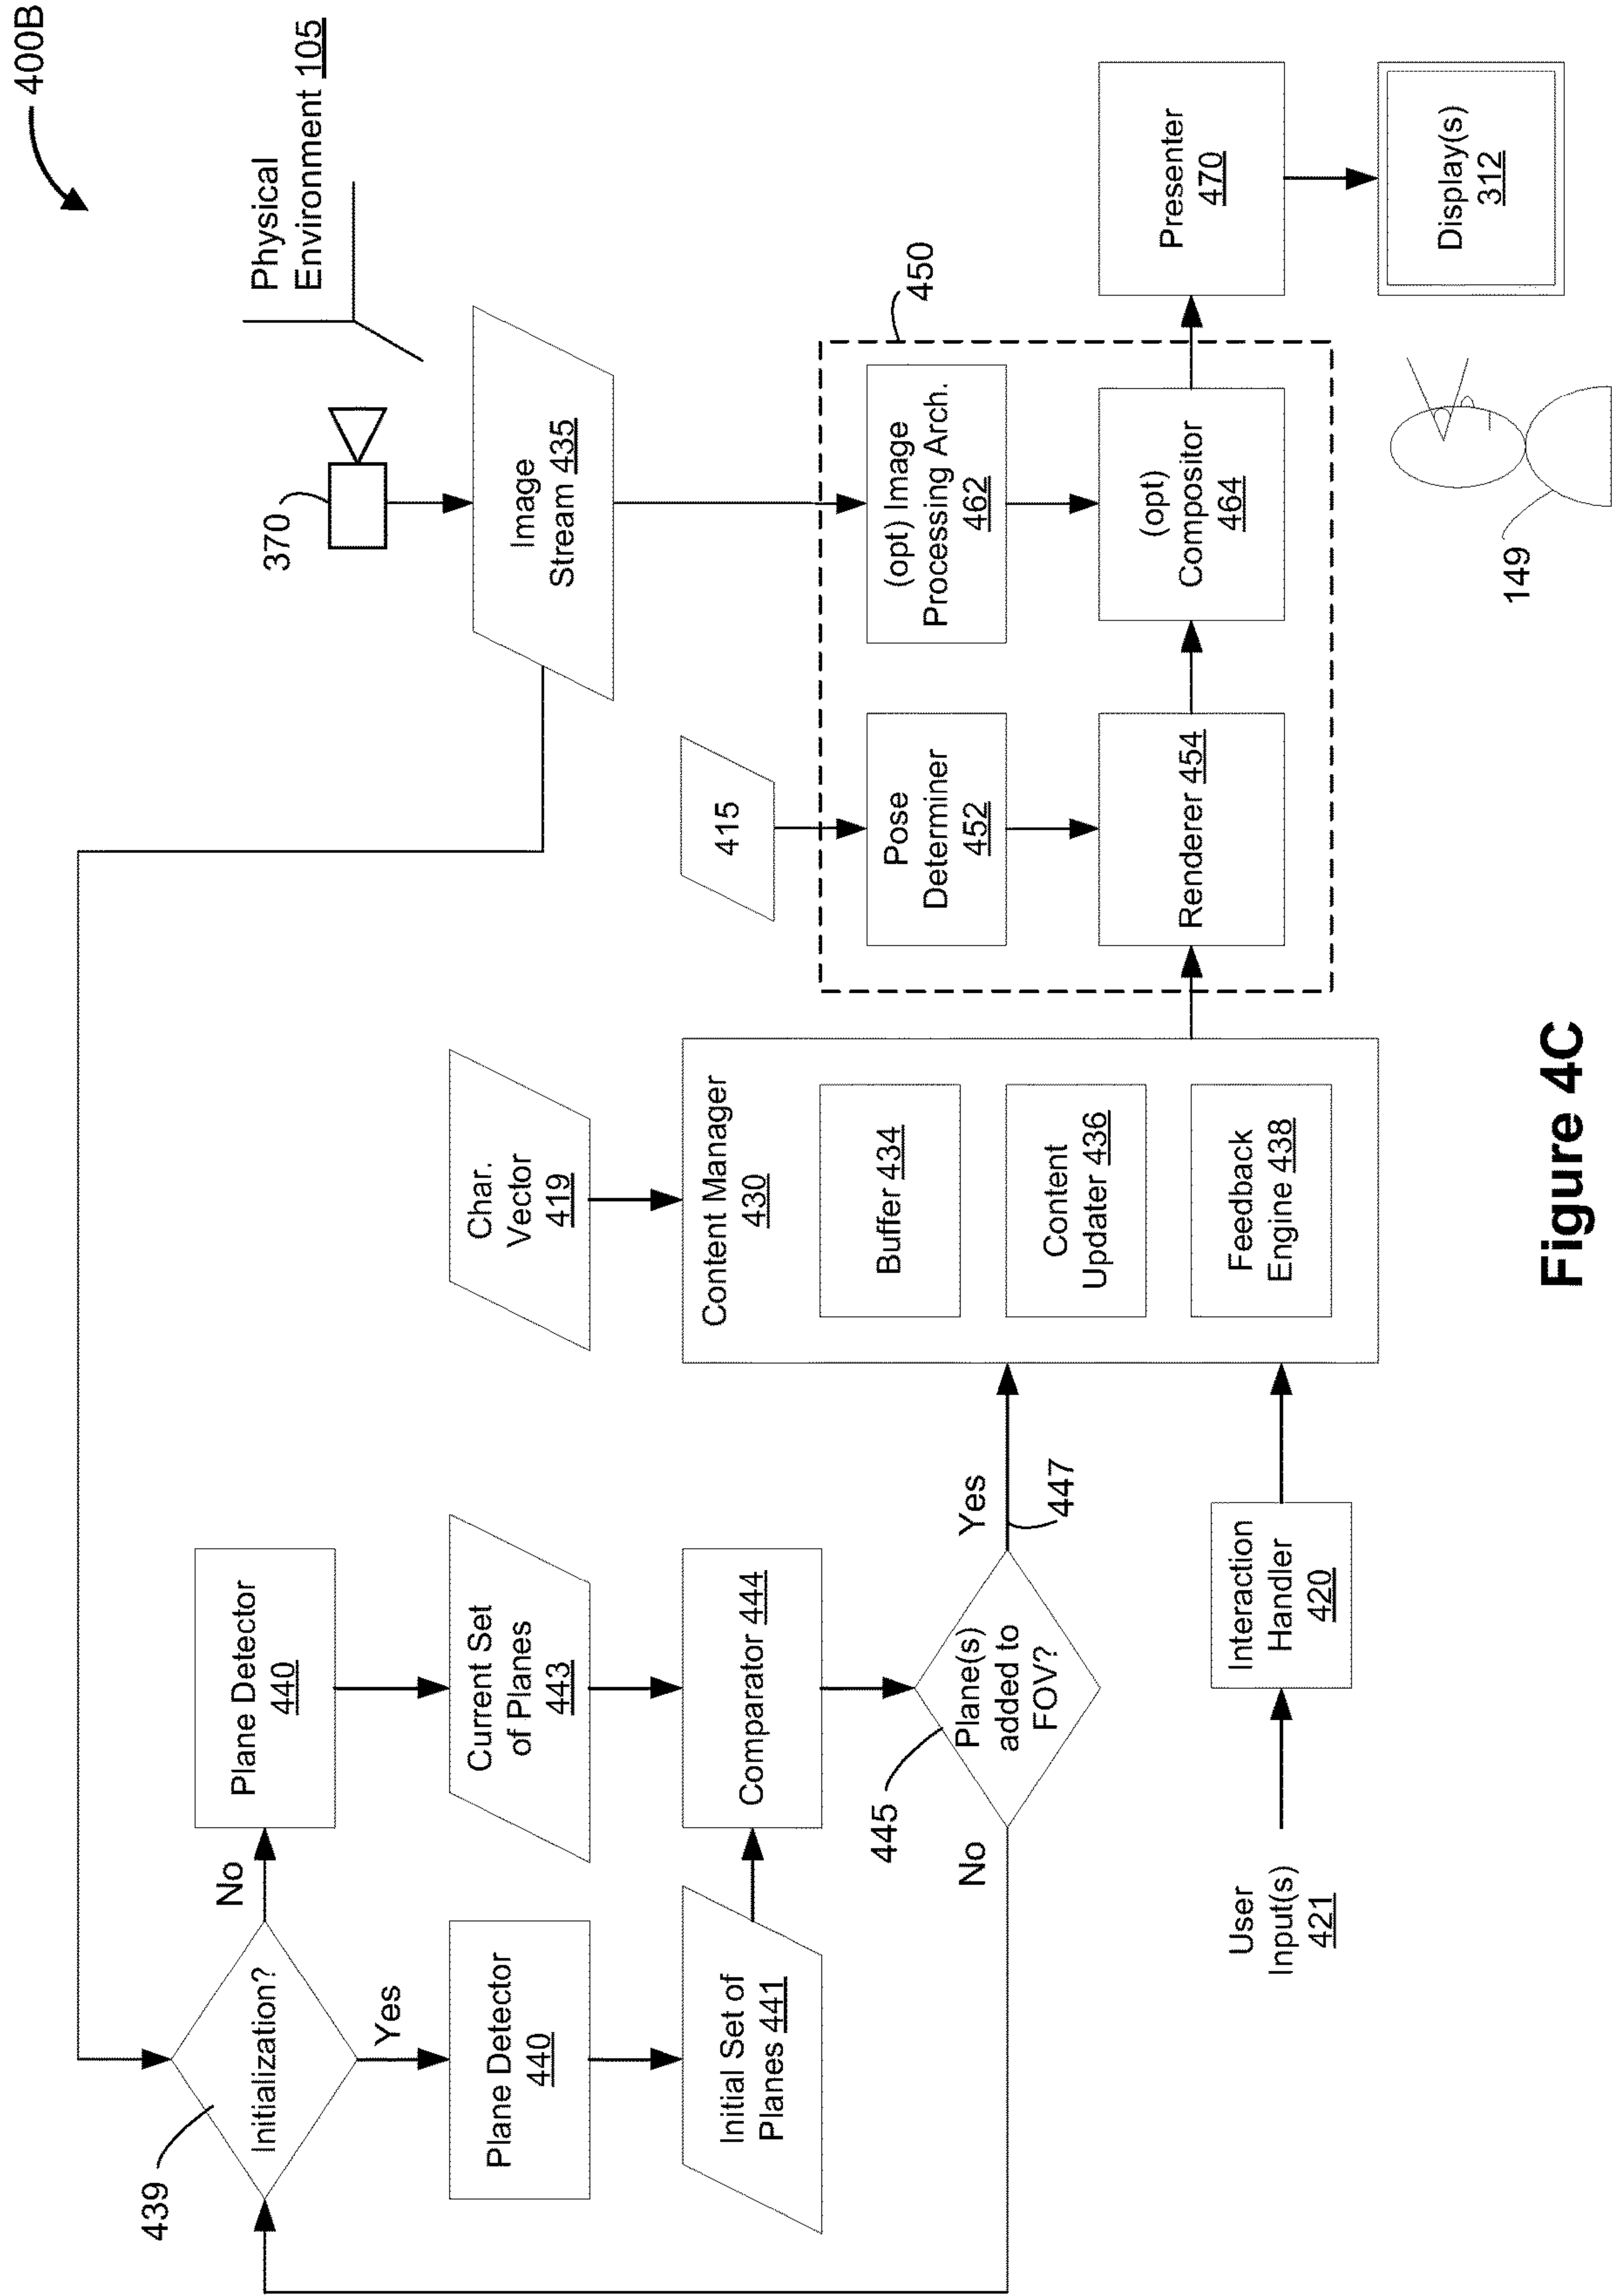 400B
Physical
Environment 105
370
Image
Stream 435
439
Initialization?
No
Yes
Plane Detector
440
Plane Detector
440
Current Set
of Planes
443
Initial Set of
Planes 441
Comparator 444
445
Plane(s)
added to
FOV?
No
Yes
447
User
Input(s)
421
Interaction
Handler
420
Char.
Vector
419
Content Manager
430
Buffer 434
Content
Updater 436
Feedback
Engine 438
415
450
Pose
Determiner
452
(opt) Image
Processing Arch.
462
Renderer 454
(opt)
Compositor
464
Presenter
470
Display(s)
312
149
Figure 4C